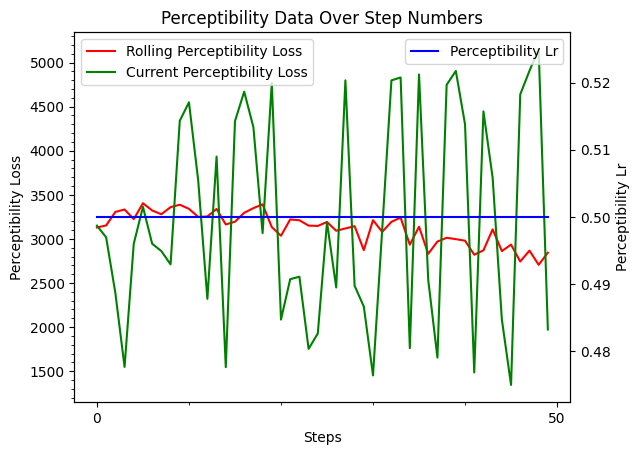 Perceptibility Data Over Step Numbers
Rolling Perceptibility Loss
Current Perceptibility Loss
Perceptibility Lr
5000
4500
4000
3500
3000
2500
2000
1500
Perceptibility Loss
0.52
0.51
0.50
0.49
0.48
Perceptibility Lr
0
50
Steps